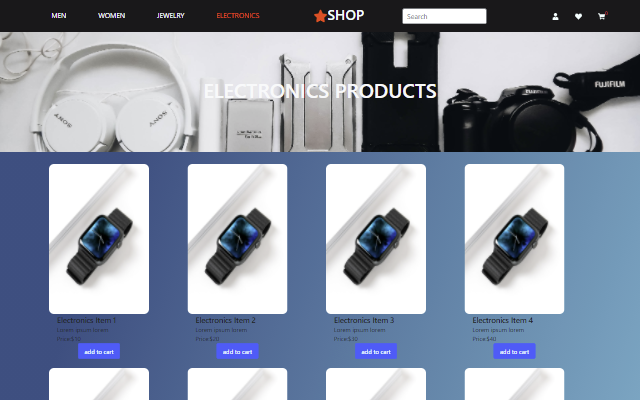 MEN WOMEN JEWELRY ELECTRONICS SHOP Search
ELECTRONICS PRODUCTS
SONY SONY FUJIFILM
Electronics Item 1 Electronics Item 2 Electronics Item 3 Electronics Item 4
Lorem ipsum lorem Lorem ipsum lorem Lorem ipsum lorem Lorem ipsum lorem
Price:$10 Price:$20 Price:$30 Price:$40
add to cart add to cart add to cart add to cart